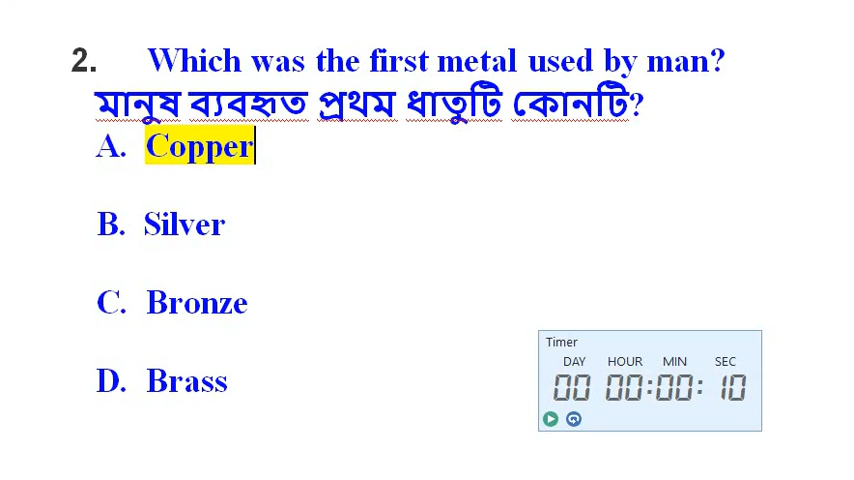 2. Which was the first metal used by man?
মানুষ ব্যবহৃত প্রথম ধাতুটি কোনটি?
A. Copper
B. Silver
C. Bronze
D. Brass
Timer
DAY HOUR MIN SEC
00 00:00: 10